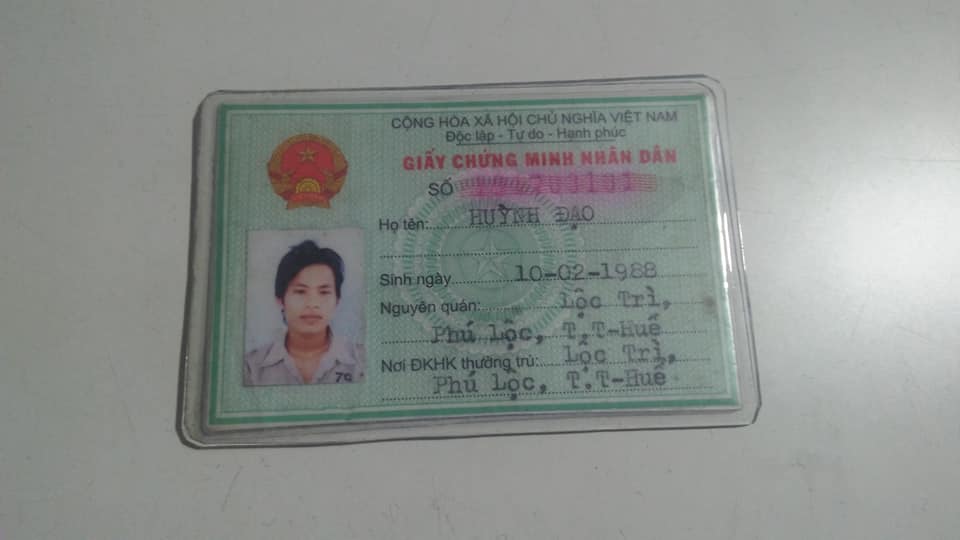 CỘNG HÒA XÃ HỘI CHỦ NGHĨA VIỆT NAM
Độc lập - Tự do - Hạnh phúc
GIẤY CHỨNG MINH NHÂN DÂN
SỐ
Họ tên: HUỲNH ĐẠO
Sinh ngày 10-02-1988
Nguyên quán: Lộc Trì,
Phú Lộc, T.T-Huế
Nơi ĐKHK thường trú: Lộc Trì,
Phú Lộc, T.T-Huế
7C